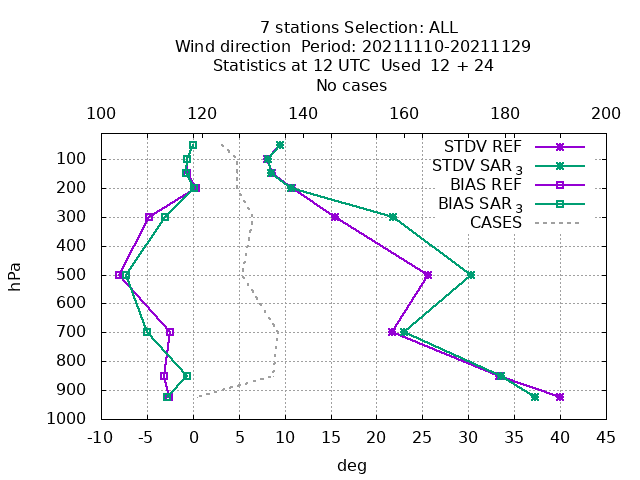 7 stations Selection: ALL
Wind direction  Period: 20211110-20211129
Statistics at 12 UTC  Used  12 + 24
No cases
100 120 140 160 180 200
STDV REF
STDV SAR 3
BIAS REF
BIAS SAR 3
CASES
100
200
300
400
500
600
700
800
900
1000
hPa
-10 -5 0 5 10 15 20 25 30 35 40 45
deg